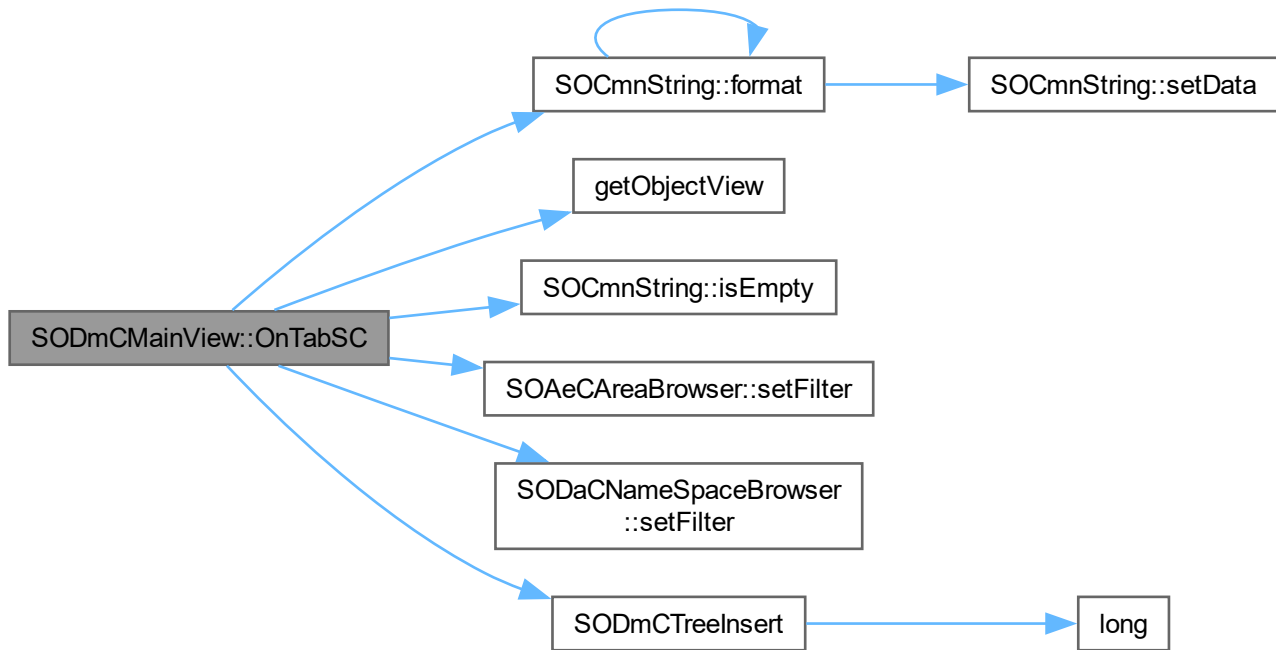 SOCmnString::format
SOCmnString::setData
getObjectView
SOCmnString::isEmpty
SODmCMainView::OnTabSC
SOAeCAreaBrowser::setFilter
SODaCNameSpaceBrowser
::setFilter
SODmCTreeInsert
long